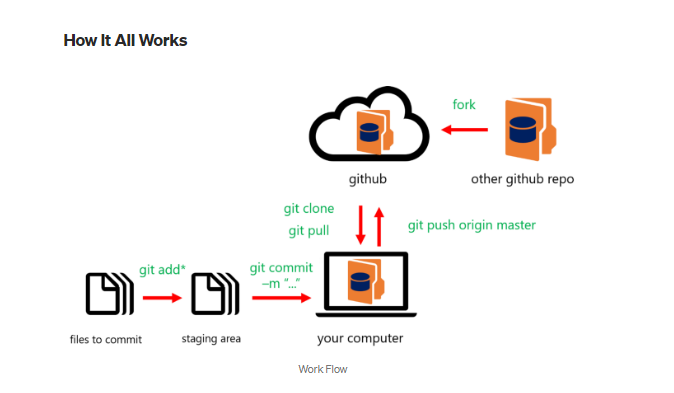 How It All Works
fork
github
other github repo
git clone
git pull
git push origin master
git add*
git commit
–m “...”
files to commit
staging area
your computer
Work Flow